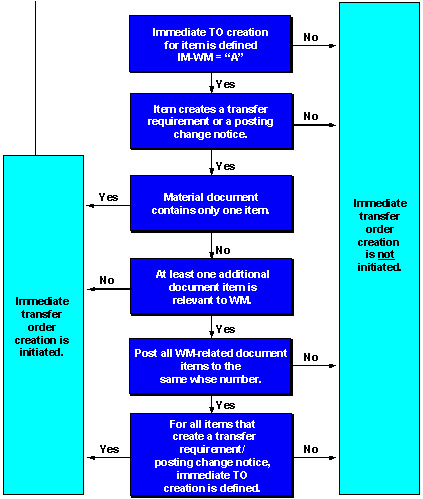 Immediate TO creation
for item is defined
IM-WM = “A”
No
Yes
Item creates a transfer
requirement or a posting
change notice.
No
Yes
Material document
contains only one item.
Yes
No
At least one additional
document item is
relevant to WM.
No
Yes
Post all WM-related document
items to the
same whse number.
No
Yes
For all items that
create a transfer
requirement/
posting change notice,
immediate TO
creation is defined.
Yes
No
Immediate
transfer
order
creation is
initiated.
Immediate
transfer
order
creation
is not
initiated.